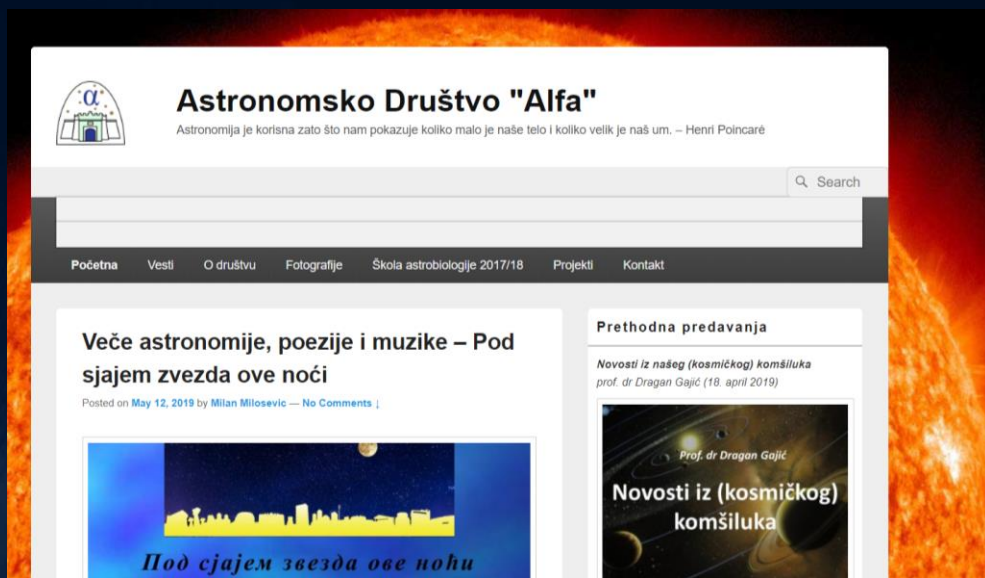 α
Astronomsko Društvo "Alfa"
Astronomija je korisna zato što nam pokazuje koliko malo je naše telo i koliko velik je naš um. – Henri Poincaré
Search
Početna Vesti O društvu Fotografije Škola astrobiologije 2017/18 Projekti Kontakt
Veče astronomije, poezije i muzike – Pod
sjajem zvezda ove noći
Posted on May 12, 2019 by Milan Milosevic — No Comments ↓
Под сјајем звезда ове ноћи
Prethodna predavanja
Novosti iz našeg (kosmičkog) komšiluka
prof. dr Dragan Gajić (18. april 2019)
Prof. dr Dragan Gajić
Novosti iz (kosmičkog)
komšiluka